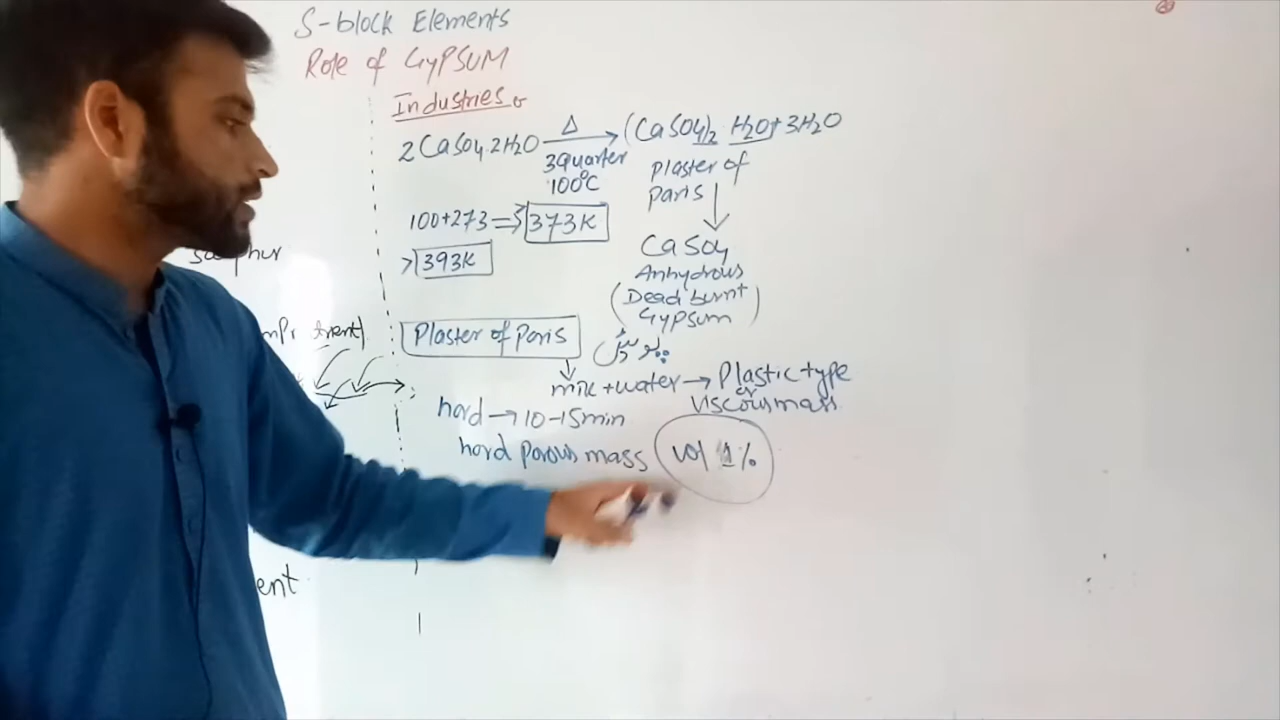 S-block Elements
Role of GYPSUM
Industries
2CaSO4.2H2O Δ→ (CaSO4)2 H2O+3H2O
3Quarter
100°C
Plaster of
Paris
100+273 ⇒ 373K
>393K
CaSO4
Anhydrous
(Dead burnt
Gypsum)
Plaster of Paris
mix+water → Plastic type
or
viscous mass
hard → 10-15min
hard porous mass vol 1%